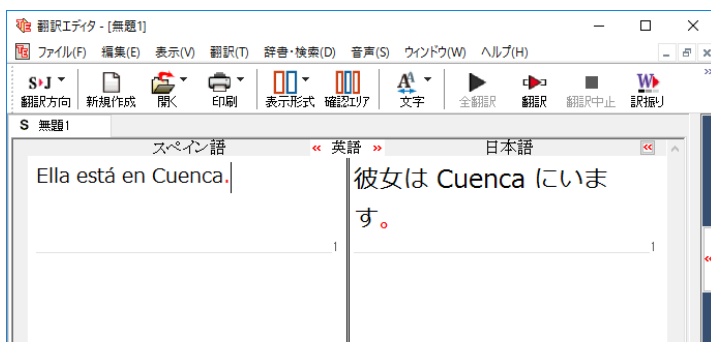 翻訳エディタ - [無題1]
ファイル(F) 編集(E) 表示(V) 翻訳(T) 辞書・検索(D) 音声(S) ウインドウ(W) ヘルプ(H)
S▸J
翻訳方向 新規作成 開く 印刷 表示形式 確認エリア 文字 全翻訳 翻訳 翻訳中止 訳振り
S 無題1
スペイン語 « 英語 » 日本語 «
Ella está en Cuenca.
彼女は Cuenca にいま
す。
1
1